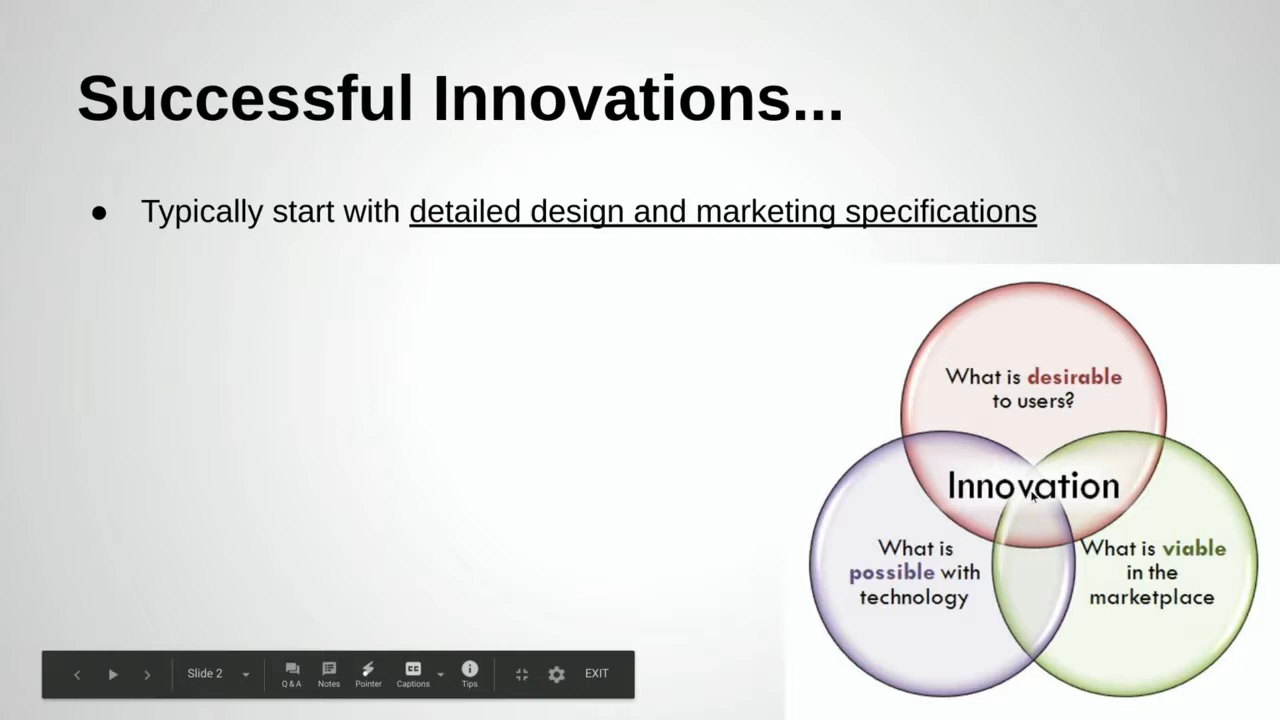 Successful Innovations...
● Typically start with detailed design and marketing specifications
What is desirable
to users?
Innovation
What is
possible with
technology
What is viable
in the
marketplace
Slide 2
Q & A
Notes
Pointer
CC
Captions
Tips
EXIT